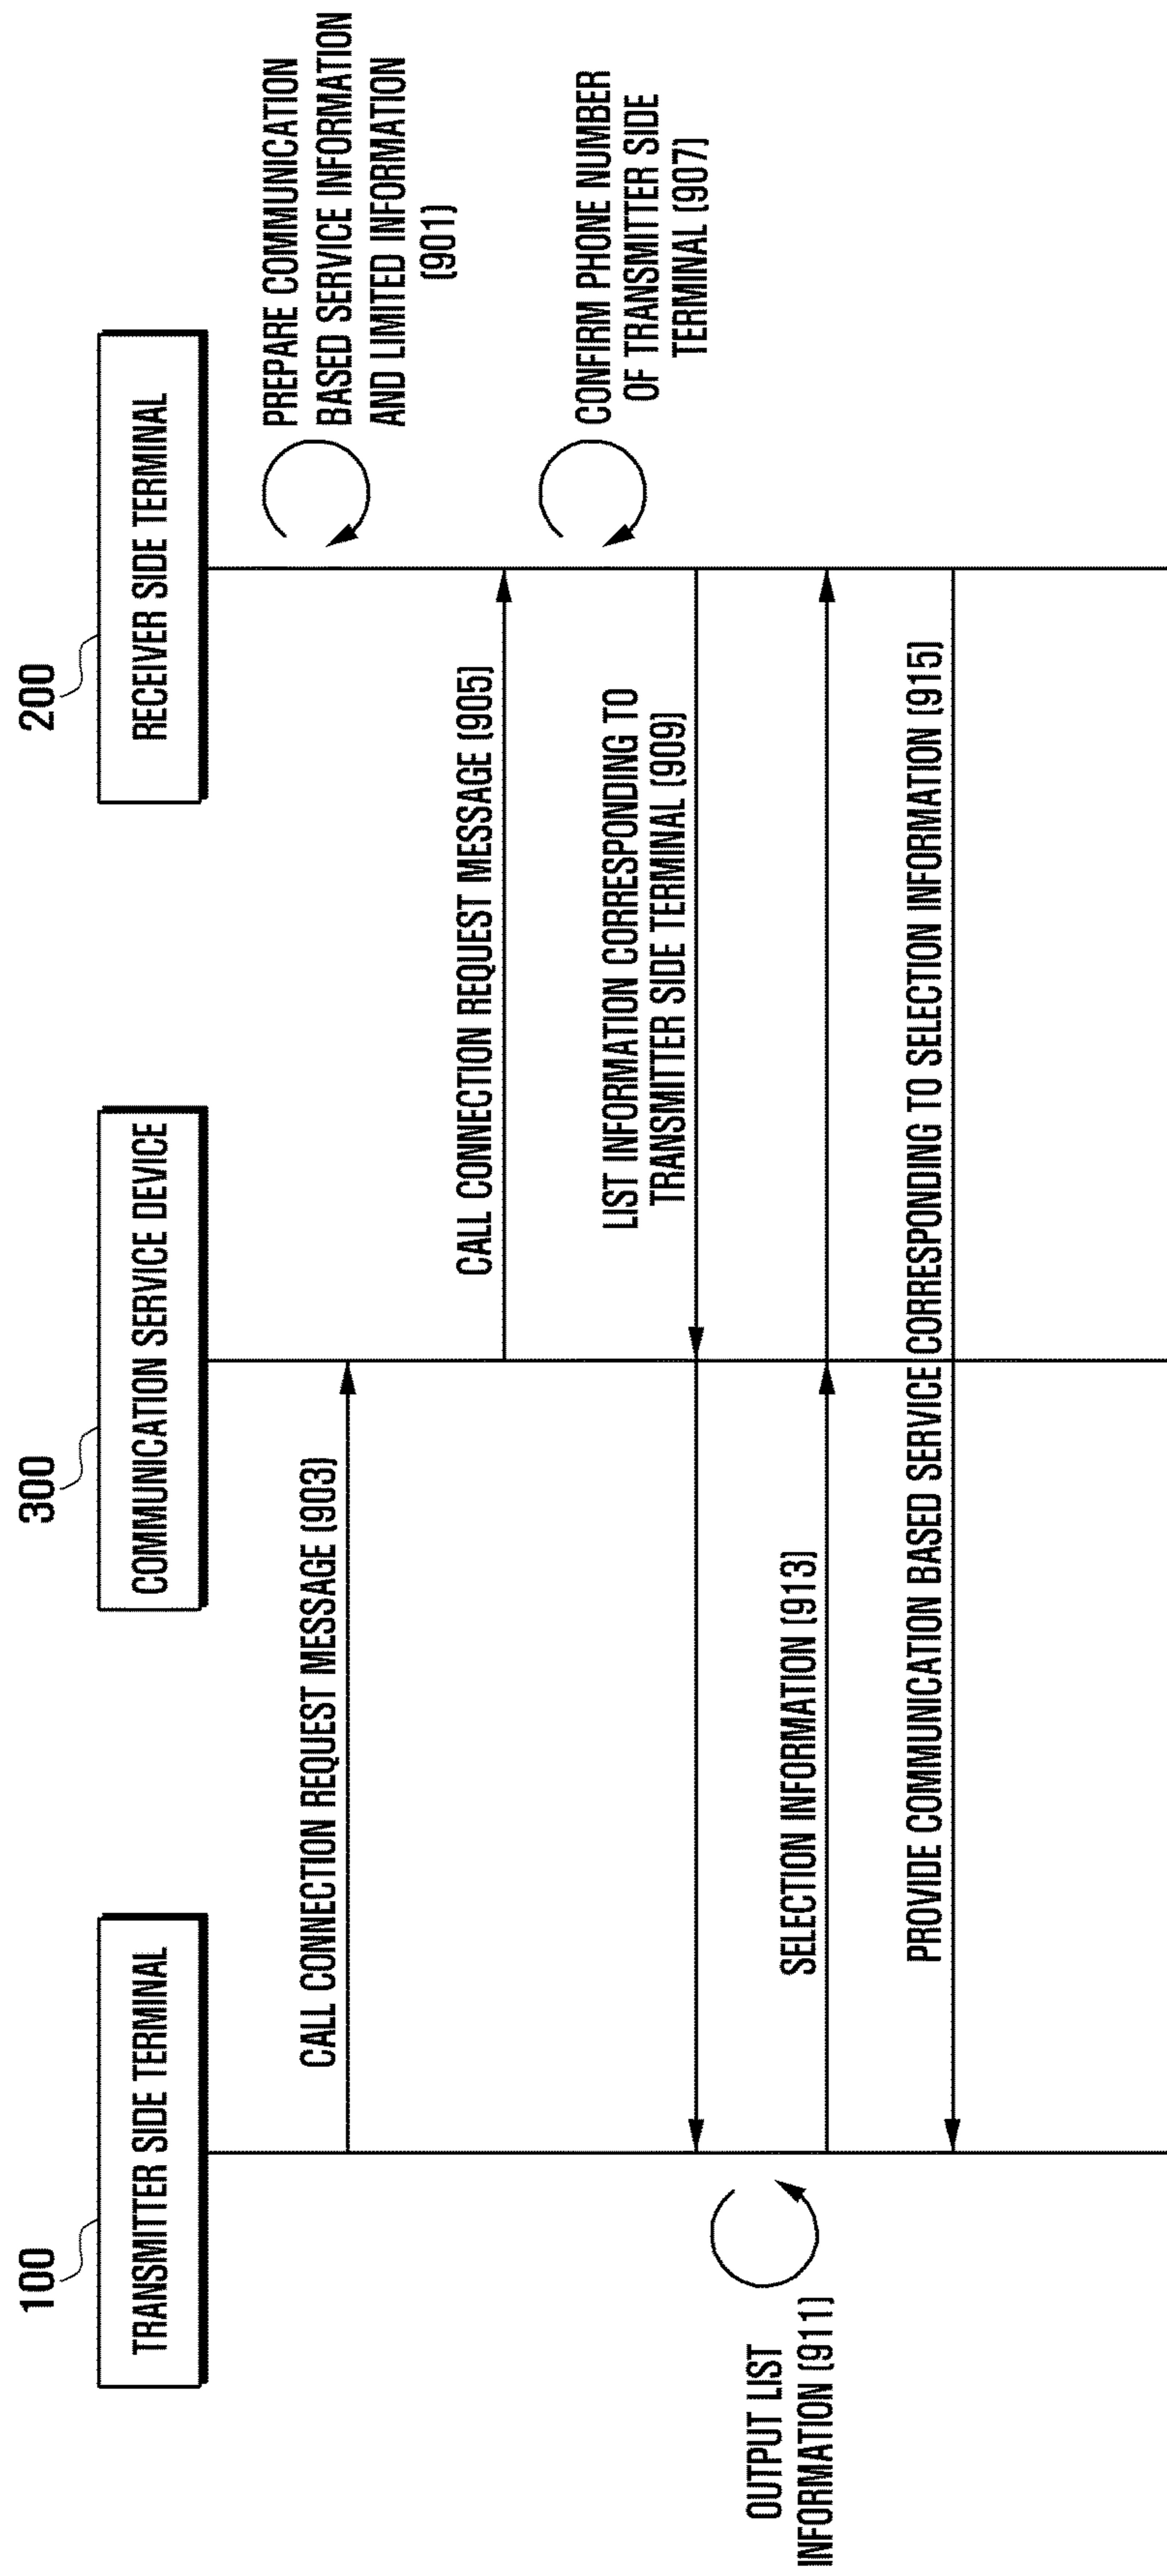 100
TRANSMITTER SIDE TERMINAL
300
COMMUNICATION SERVICE DEVICE
200
RECEIVER SIDE TERMINAL
PREPARE COMMUNICATION
BASED SERVICE INFORMATION
AND LIMITED INFORMATION
(901)
CALL CONNECTION REQUEST MESSAGE (903)
CALL CONNECTION REQUEST MESSAGE (905)
CONFIRM PHONE NUMBER
OF TRANSMITTER SIDE
TERMINAL (907)
LIST INFORMATION CORRESPONDING TO
TRANSMITTER SIDE TERMINAL (909)
OUTPUT LIST
INFORMATION (911)
SELECTION INFORMATION (913)
PROVIDE COMMUNICATION BASED SERVICE CORRESPONDING TO SELECTION INFORMATION (915)